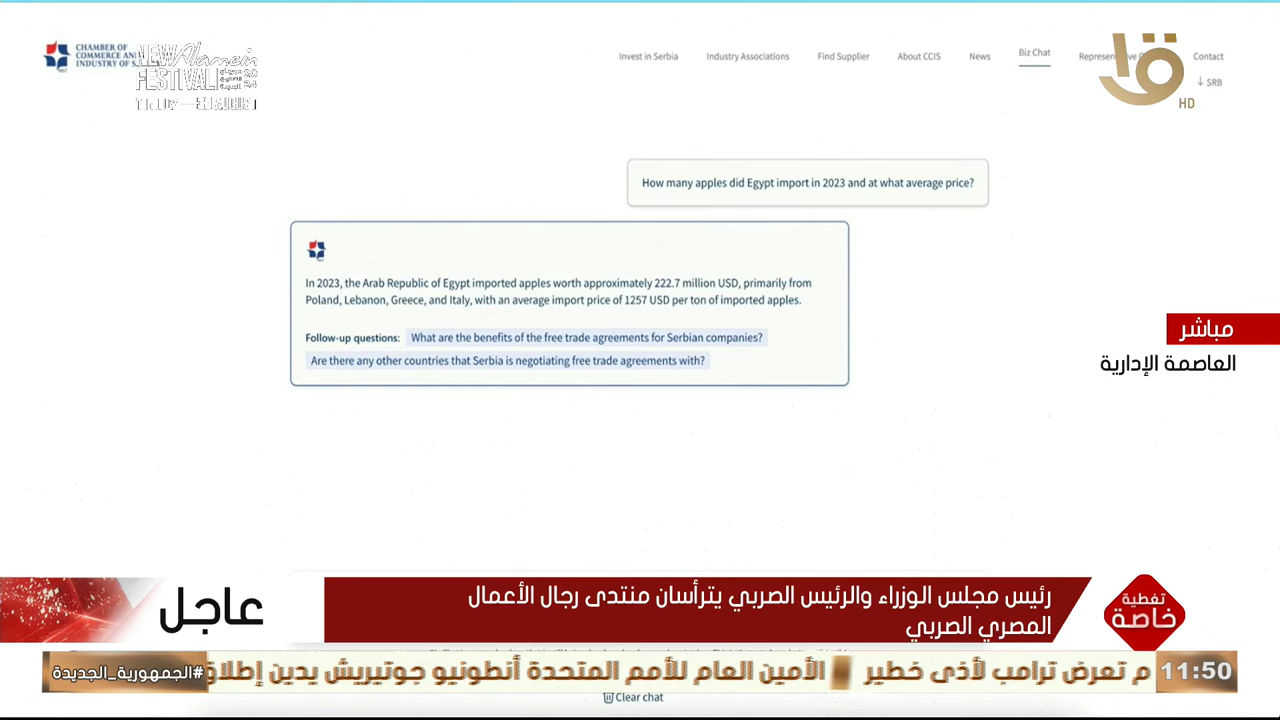 CHAMBER OF
COMMERCE AND
INDUSTRY OF S
NEW Alamein
FESTIVAL
Invest in Serbia
Industry Associations
Find Supplier
About CCIS
News
Biz Chat
Contact
SRB
HD
How many apples did Egypt import in 2023 and at what average price?
In 2023, the Arab Republic of Egypt imported apples worth approximately 222.7 million USD, primarily from
Poland, Lebanon, Greece, and Italy, with an average import price of 1257 USD per ton of imported apples.
Follow-up questions: What are the benefits of the free trade agreements for Serbian companies?
Are there any other countries that Serbia is negotiating free trade agreements with?
مباشر
العاصمة الإدارية
تغطية
خاصة
رئيس مجلس الوزراء والرئيس الصربي يترأسان منتدى رجال الأعمال
المصري الصربي
عاجل
11:50
م تعرض ترامب لأذى خطير
الأمين العام للأمم المتحدة أنطونيو جوتيريش يدين إطلاق
#الجمهورية_الجديدة
Clear chat